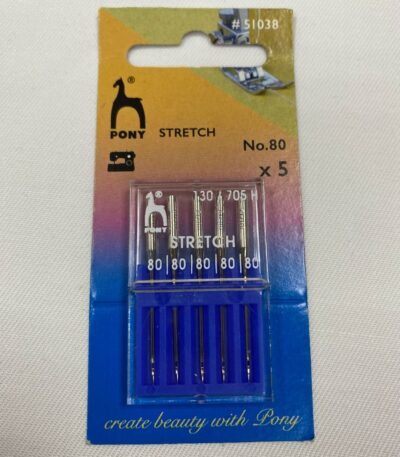 # 51038
PONY
STRETCH
No.80
x 5
130 / 705 H
PONY
STRETCH
80 | 80 | 80 | 80 | 80
create beauty with Pony